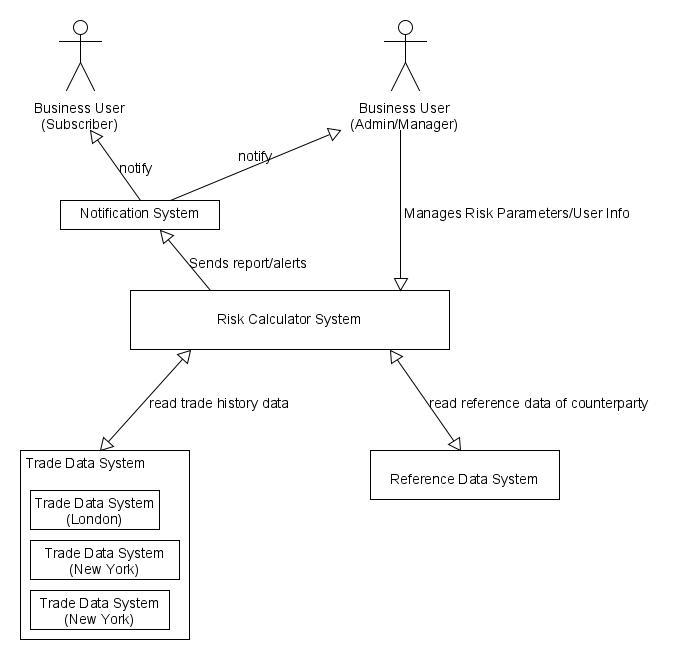 Business User
(Subscriber)
Business User
(Admin/Manager)
notify
notify
Notification System
Manages Risk Parameters/User Info
Sends report/alerts
Risk Calculator System
read trade history data
read reference data of counterparty
Trade Data System
Reference Data System
Trade Data System
(London)
Trade Data System
(New York)
Trade Data System
(New York)